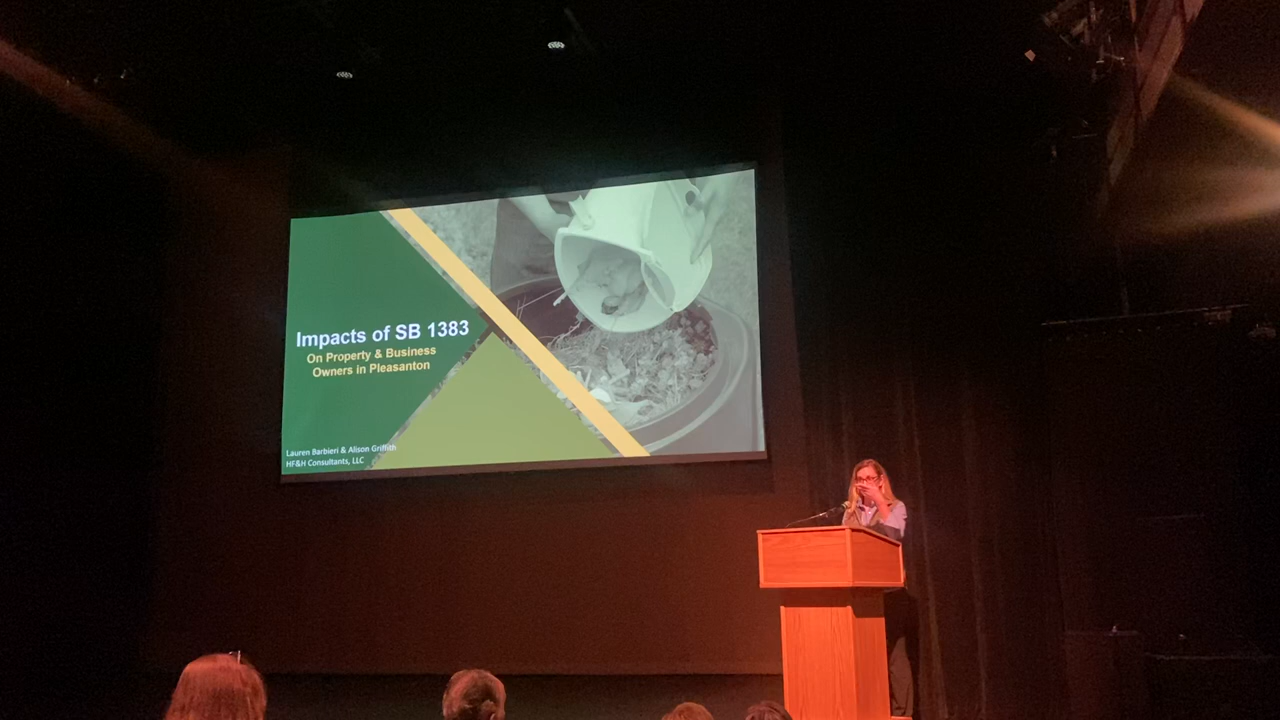 Impacts of SB 1383
On Property & Business
Owners in Pleasanton
Lauren Barbieri & Alison Griffith
HF&H Consultants, LLC